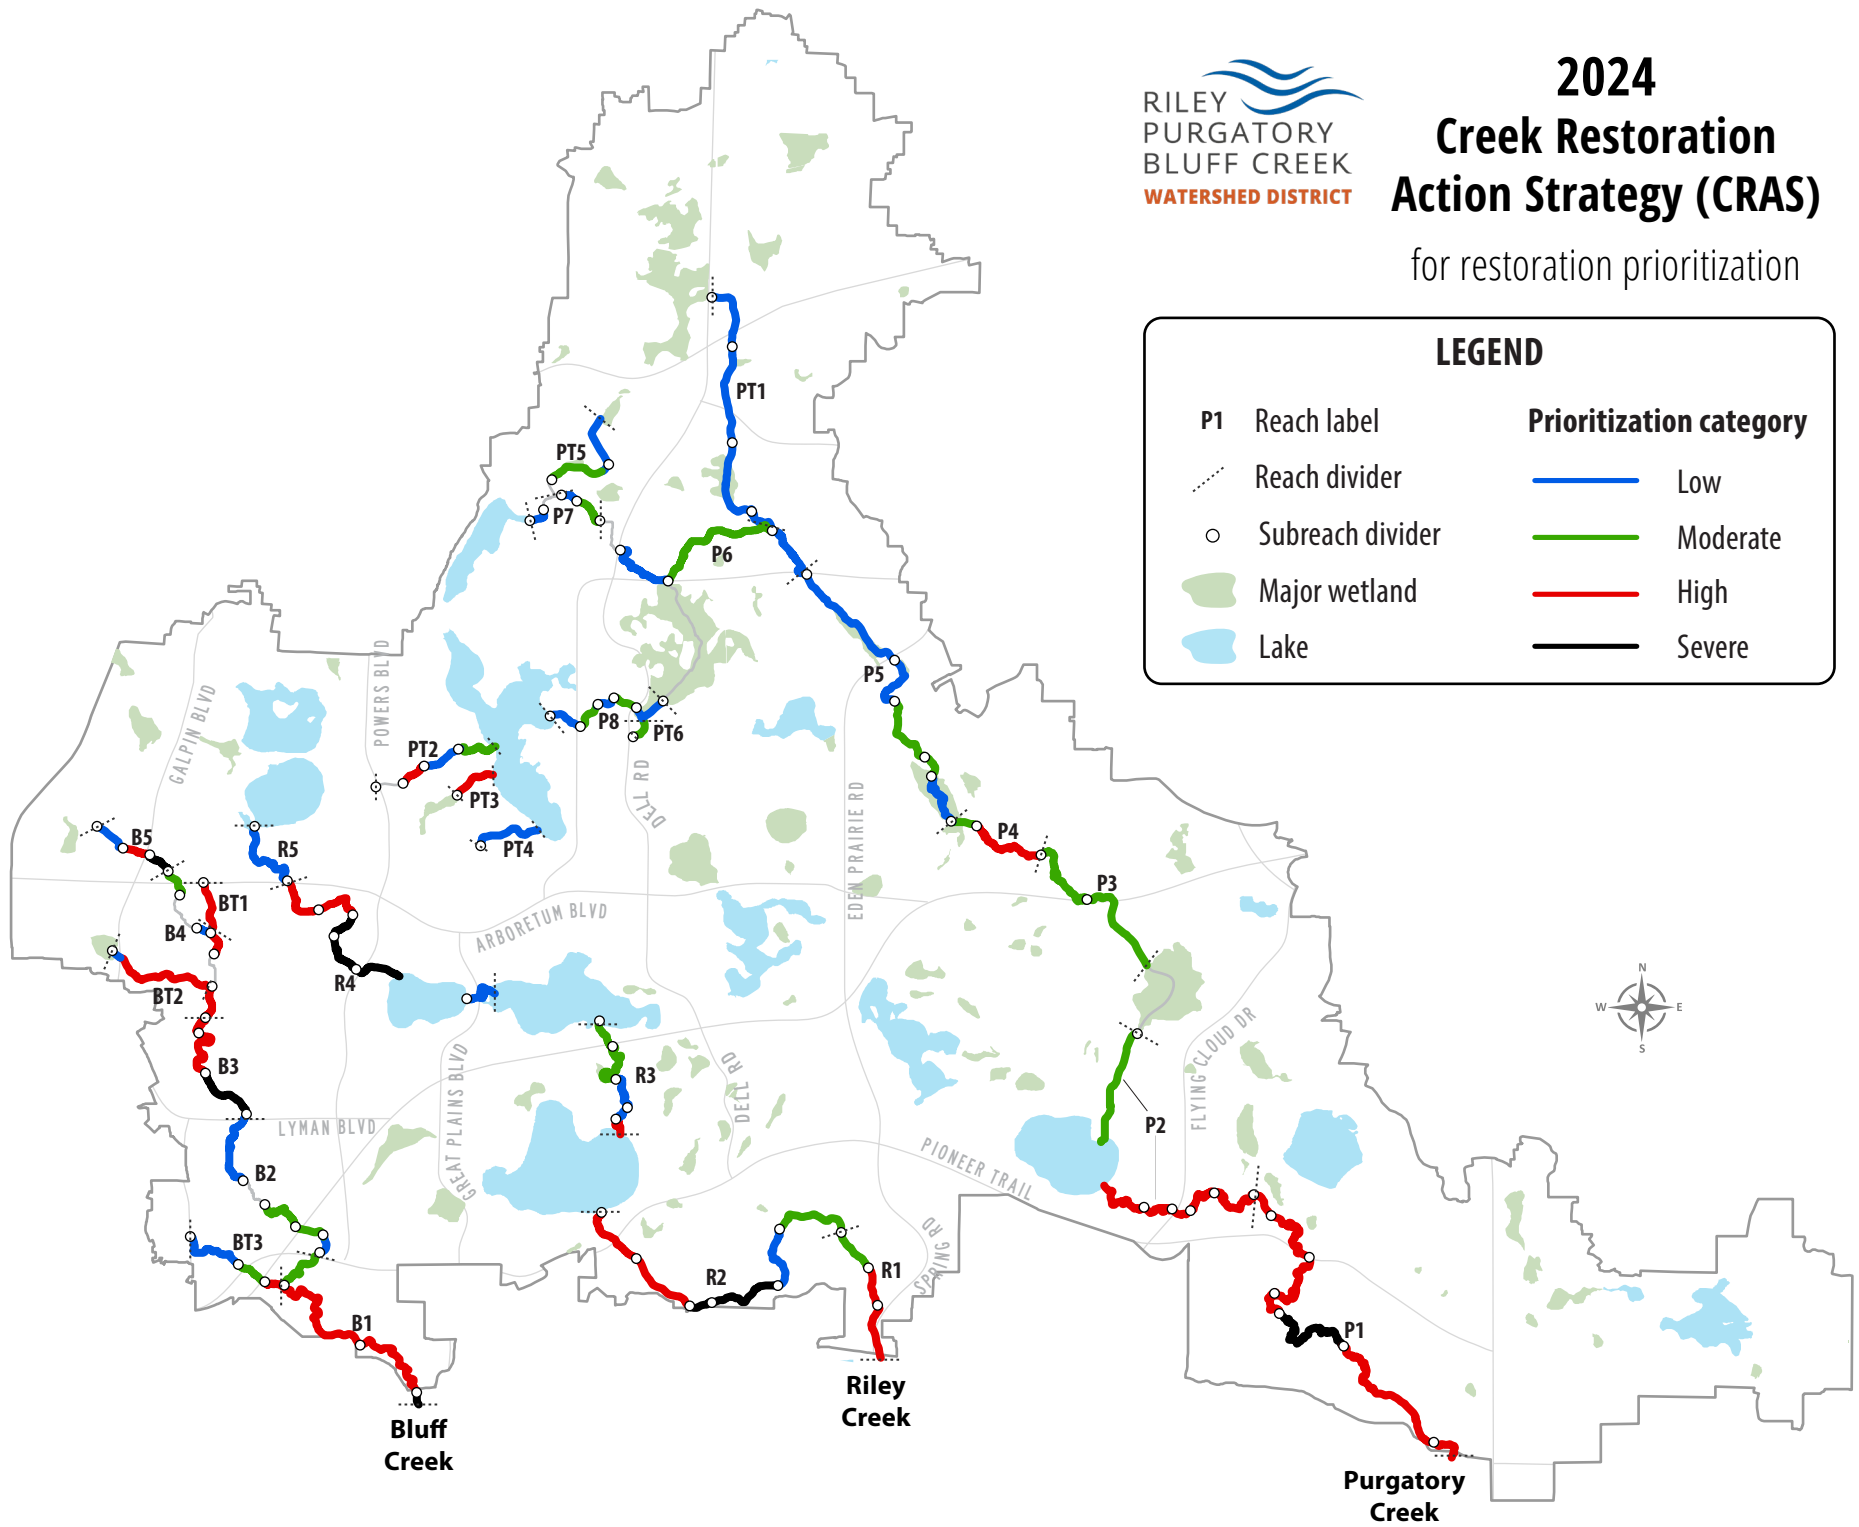 RILEY
PURGATORY
BLUFF CREEK
WATERSHED DISTRICT
2024
Creek Restoration
Action Strategy (CRAS)
for restoration prioritization
LEGEND
P1 Reach label
Reach divider
Subreach divider
Major wetland
Lake
Prioritization category
Low
Moderate
High
Severe
PT1
PT5
P7
P6
P5
POWERS BLVD
GALPIN BLVD
P8
PT6
PT2
PT3
PT4
DELL RD
EDEN PRAIRIE RD
B5
R5
P4
P3
BT1
B4
ARBORETUM BLVD
R4
BT2
N
W E
S
B3
R3
GREAT PLAINS BLVD
DELL RD
FLYING CLOUD DR
LYMAN BLVD
P2
PIONEER TRAIL
B2
BT3
R2
R1
SPRING RD
B1
P1
Riley
Creek
Bluff
Creek
Purgatory
Creek